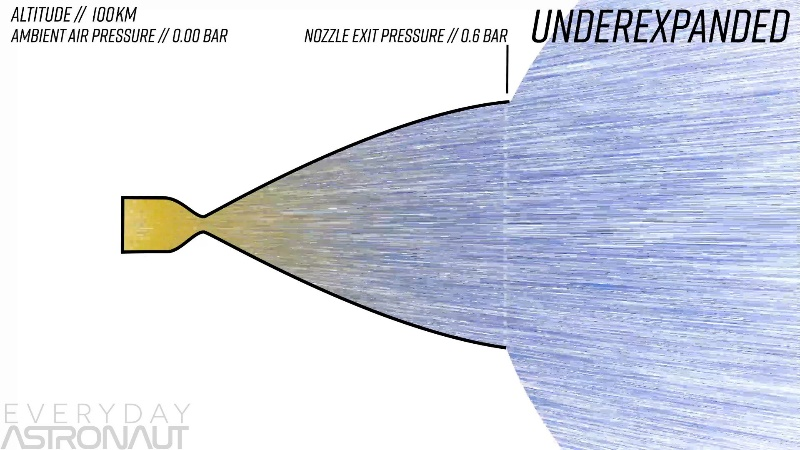 ALTITUDE // 100KM
AMBIENT AIR PRESSURE // 0.00 BAR
NOZZLE EXIT PRESSURE // 0.6 BAR
UNDEREXPANDED
EVERYDAY
ASTRONAUT